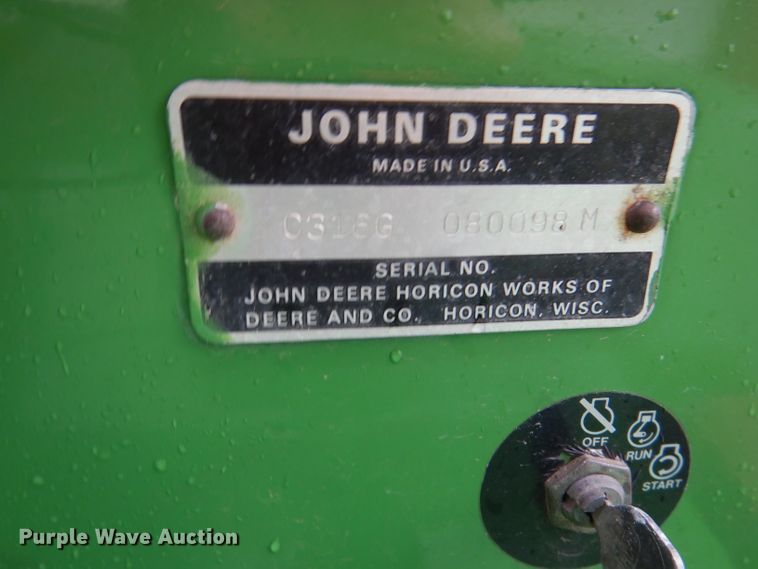 JOHN DEERE
MADE IN U.S.A.
C316G 080098 M
SERIAL NO.
JOHN DEERE HORICON WORKS OF
DEERE AND CO. HORICON, WISC.
OFF
RUN
START
Purple Wave Auction